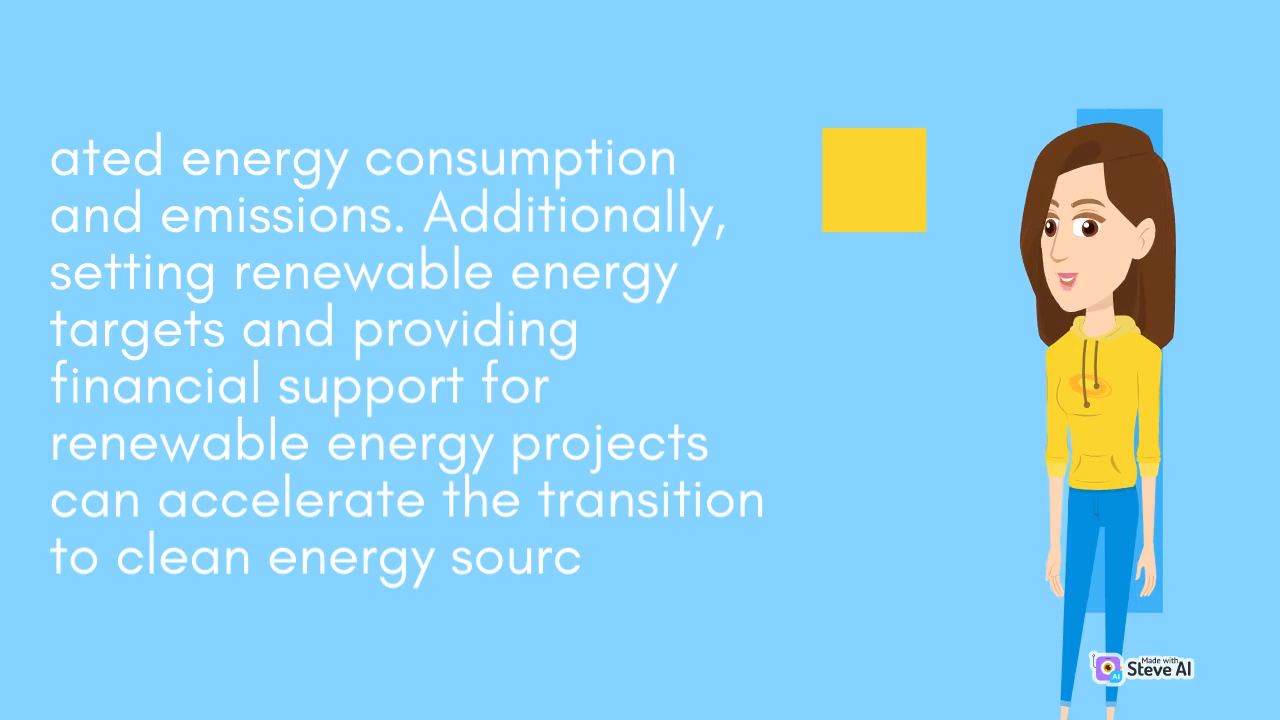 ated energy consumption
and emissions. Additionally,
setting renewable energy
targets and providing
financial support for
renewable energy projects
can accelerate the transition
to clean energy sourc
Made with
Steve AI
AI